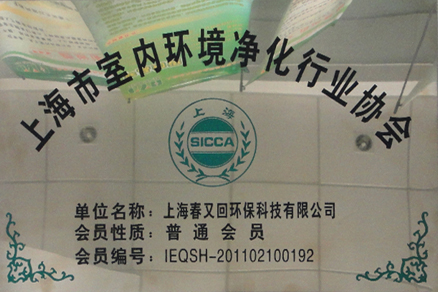 上海市室内环境净化行业协会
上海
SICCA
单位名称：上海春又回环保科技有限公司
会员性质：普通会员
会员编号：IEQSH-201102100192